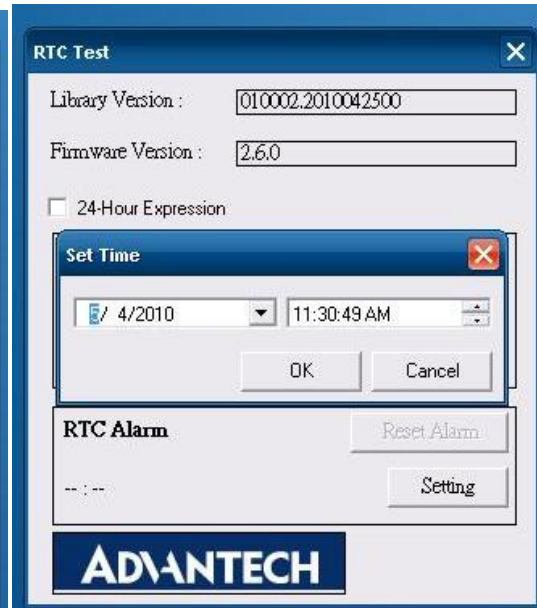 RTC Test
Library Version : 010002.2010042500
Firmware Version : 2.6.0
24-Hour Expression
Set Time
5/ 4/2010 11:30:49 AM
OK Cancel
RTC Alarm Reset Alarm
-- : -- Setting
ADVANTECH